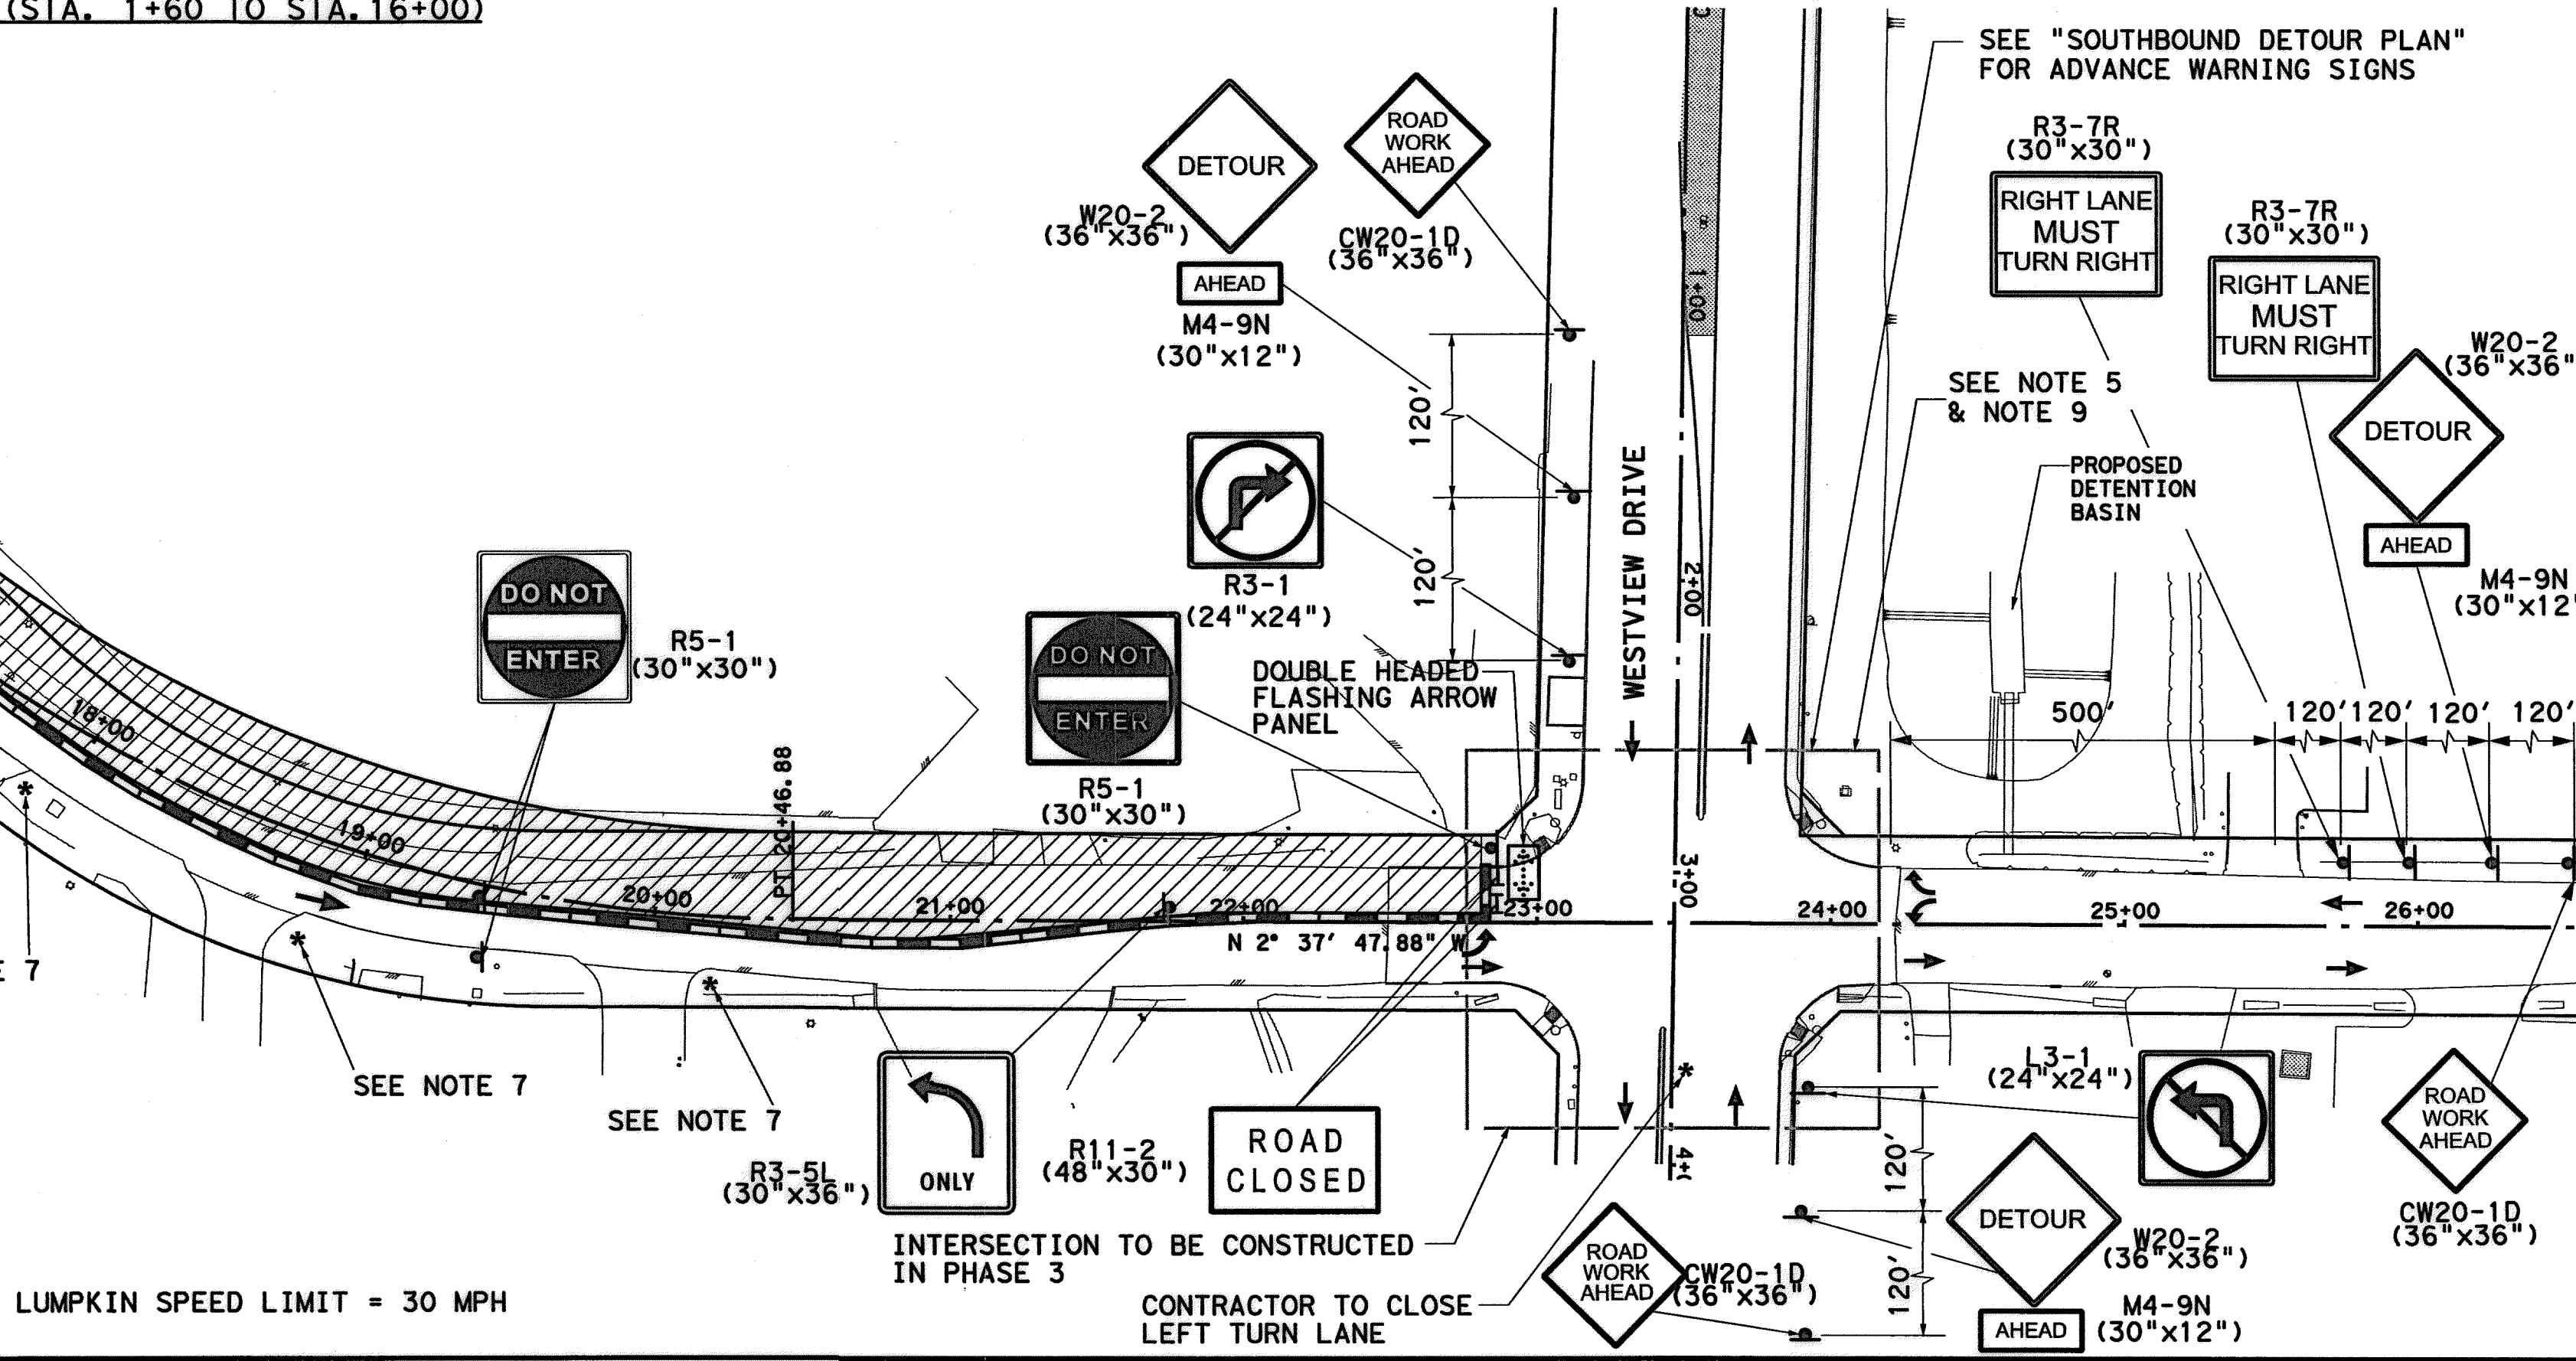 (STA. 1+60 TO STA.16+00)
SEE "SOUTHBOUND DETOUR PLAN"
FOR ADVANCE WARNING SIGNS
DETOUR
W20-2
(36"x36")
AHEAD
M4-9N
(30"x12")
ROAD
WORK
AHEAD
CW20-1D
(36"x36")
1+00
R3-7R
(30"x30")
RIGHT LANE
MUST
TURN RIGHT
R3-7R
(30"x30")
RIGHT LANE
MUST
TURN RIGHT
W20-2
(36"x36"
DETOUR
AHEAD
M4-9N
(30"x12"
SEE NOTE 5
& NOTE 9
PROPOSED
DETENTION
BASIN
120'
120'
R3-1
(24"x24")
WESTVIEW DRIVE
2+00
DO NOT
ENTER
R5-1
(30"x30")
DO NOT
ENTER
R5-1
(30"x30")
DOUBLE HEADED
FLASHING ARROW
PANEL
500'
120'
120'
120'
120'
18+00
19+00
20+00
PI 20+46.88
21+00
22+00
23+00
3+00
24+00
25+00
26+00
N 2° 37' 47.88" W
E 7
SEE NOTE 7
SEE NOTE 7
R3-5L
(30"x36")
ONLY
R11-2
(48"x30")
ROAD
CLOSED
4+(
L3-1
(24"x24")
120'
120'
DETOUR
W20-2
(36"x36")
AHEAD
M4-9N
(30"x12")
ROAD
WORK
AHEAD
CW20-1D
(36"x36")
INTERSECTION TO BE CONSTRUCTED
IN PHASE 3
ROAD
WORK
AHEAD
CW20-1D
(36"x36")
CONTRACTOR TO CLOSE
LEFT TURN LANE
LUMPKIN SPEED LIMIT = 30 MPH